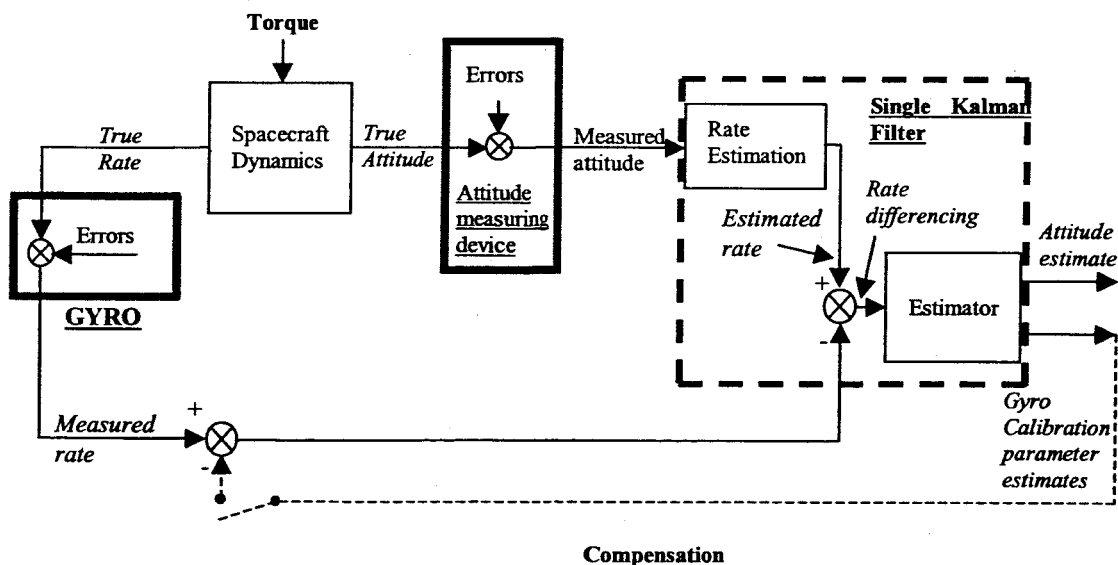 Torque
Errors
Single Kalman
Filter
True
Rate
Spacecraft
Dynamics
True
Attitude
Measured
attitude
Rate
Estimation
Attitude
measuring
device
Errors
GYRO
Estimated
rate
Rate
differencing
Attitude
estimate
+
-
Estimator
Measured
rate
+
-
Gyro
Calibration
parameter
estimates
Compensation